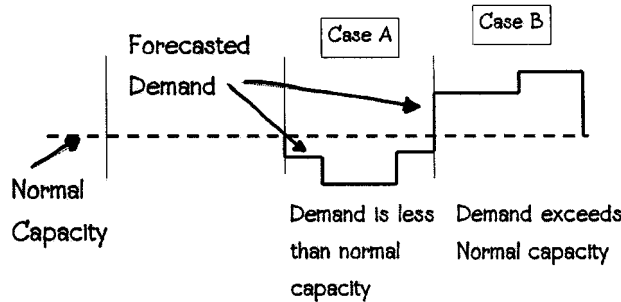 Forecasted
Demand
Case A
Case B
Normal
Capacity
Demand is less
than normal
capacity
Demand exceeds
Normal capacity